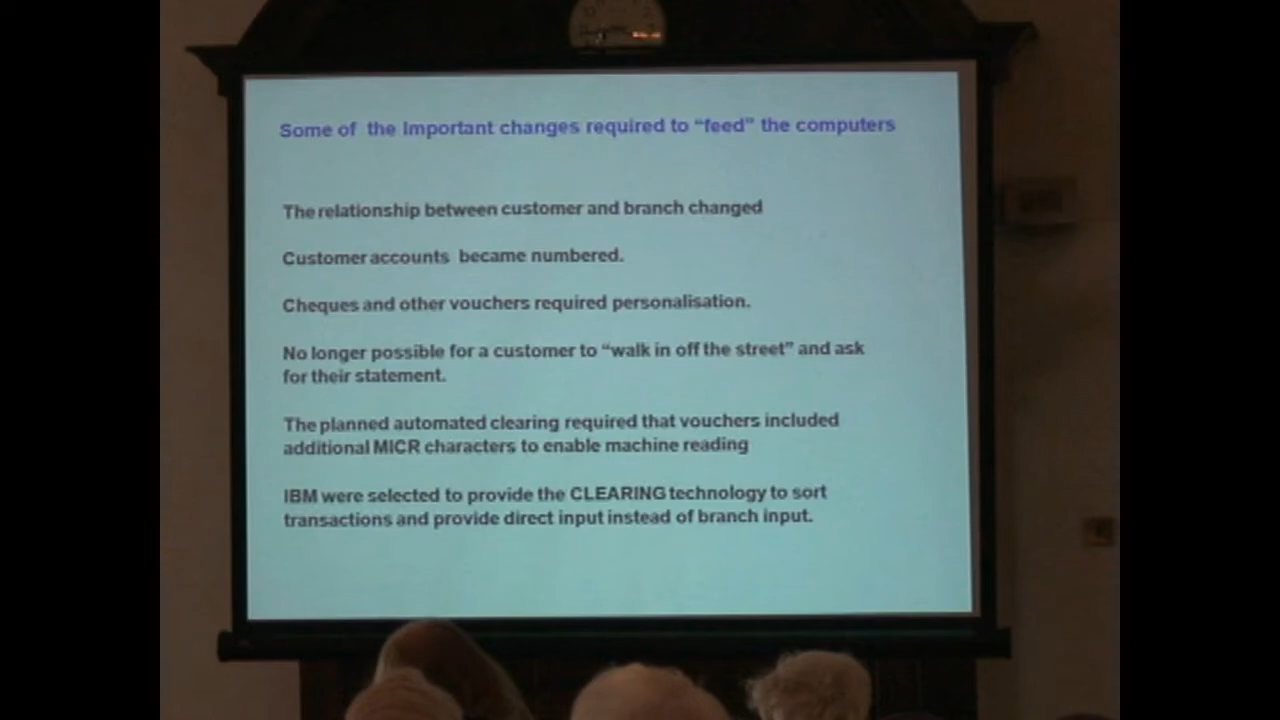 Some of the Important changes required to “feed” the computers
The relationship between customer and branch changed
Customer accounts became numbered.
Cheques and other vouchers required personalisation.
No longer possible for a customer to “walk in off the street” and ask
for their statement.
The planned automated clearing required that vouchers included
additional MICR characters to enable machine reading
IBM were selected to provide the CLEARING technology to sort
transactions and provide direct input instead of branch input.